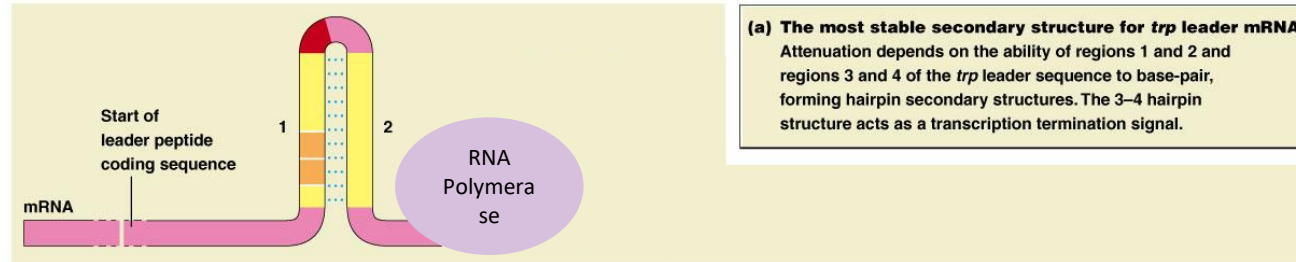 Start of
leader peptide
coding sequence
mRNA
1
2
RNA
Polymera
se
(a) The most stable secondary structure for trp leader mRNA
Attenuation depends on the ability of regions 1 and 2 and
regions 3 and 4 of the trp leader sequence to base-pair,
forming hairpin secondary structures. The 3–4 hairpin
structure acts as a transcription termination signal.